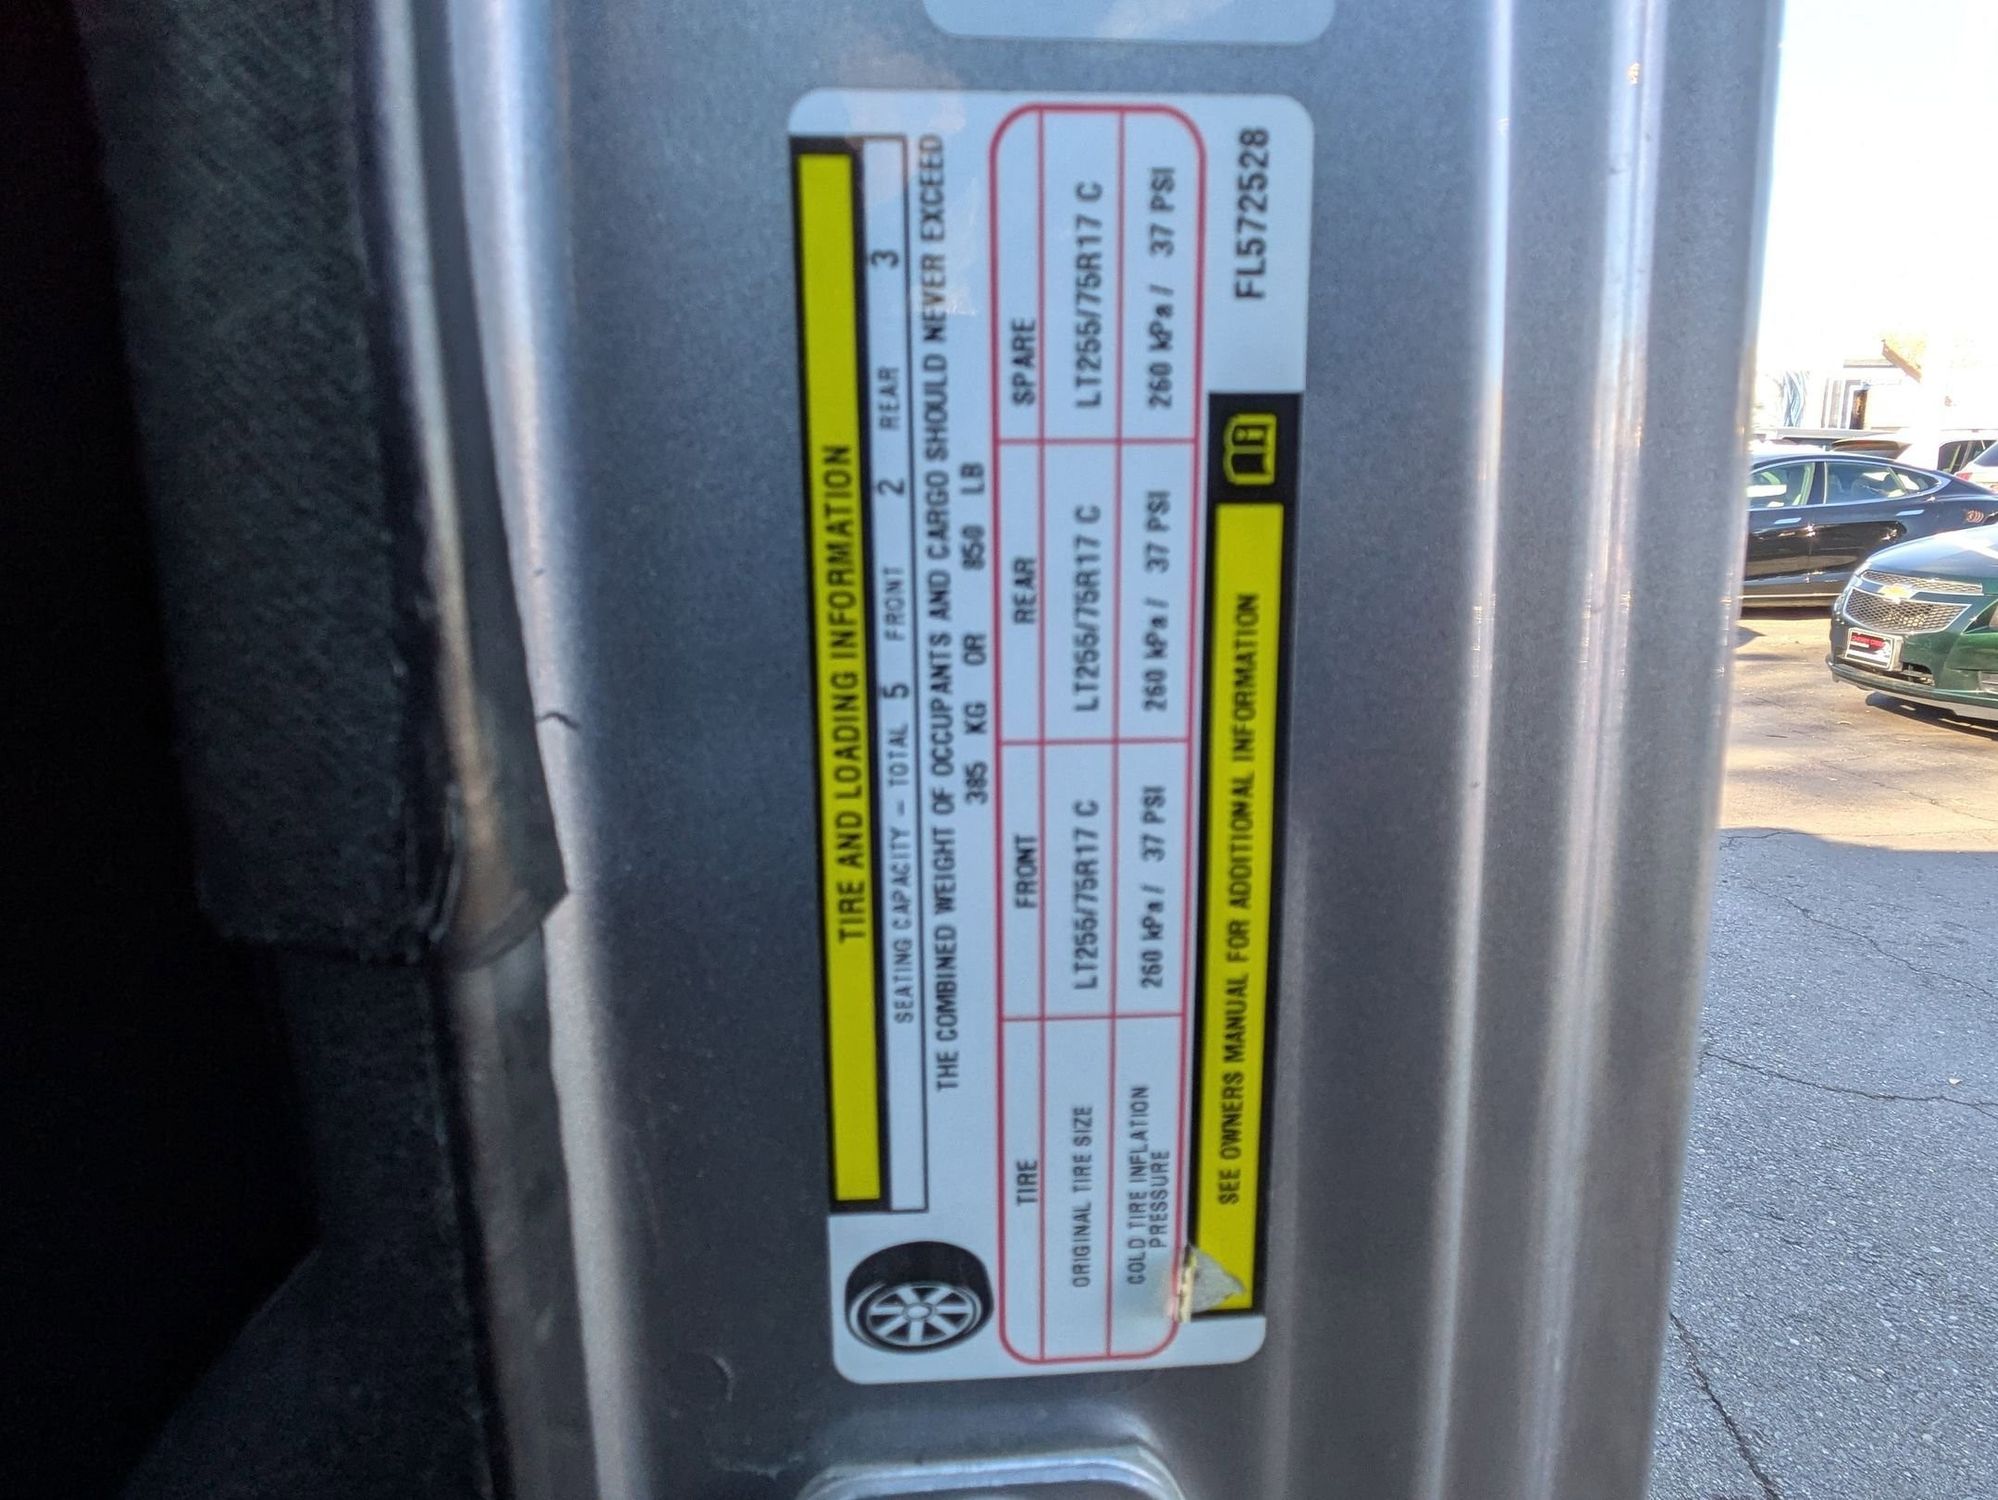 TIRE AND LOADING INFORMATION
SEATING CAPACITY – TOTAL 5 FRONT 2 REAR 3
THE COMBINED WEIGHT OF OCCUPANTS AND CARGO SHOULD NEVER EXCEED
385 KG OR 850 LB
TIRE FRONT REAR SPARE
ORIGINAL TIRE SIZE LT255/75R17 C LT255/75R17 C LT255/75R17 C
COLD TIRE INFLATION
PRESSURE 260 kPa / 37 PSI 260 kPa / 37 PSI 260 kPa / 37 PSI
SEE OWNERS MANUAL FOR ADDITIONAL INFORMATION
FL572528